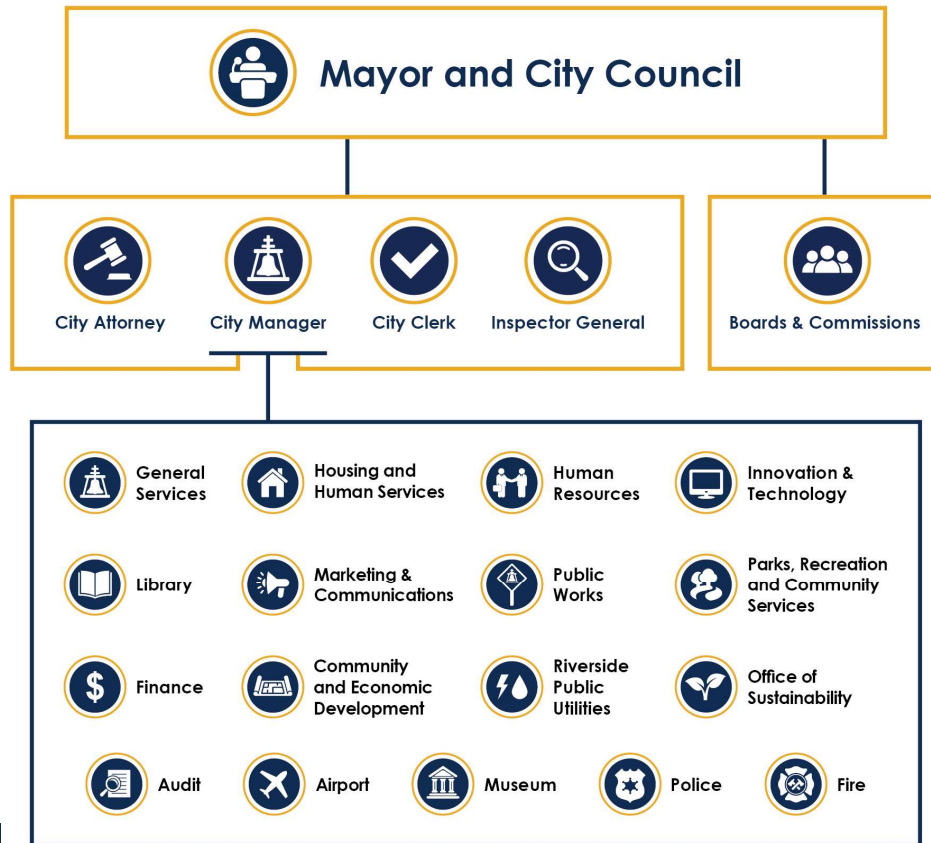 Mayor and City Council
City Attorney
City Manager
City Clerk
Inspector General
Boards & Commissions
General
Services
Housing and
Human Services
Human
Resources
Innovation &
Technology
Library
Marketing &
Communications
Public
Works
Parks, Recreation
and Community
Services
Finance
$
Community
and Economic
Development
Riverside
Public
Utilities
Office of
Sustainability
Audit
Airport
Museum
Police
Fire